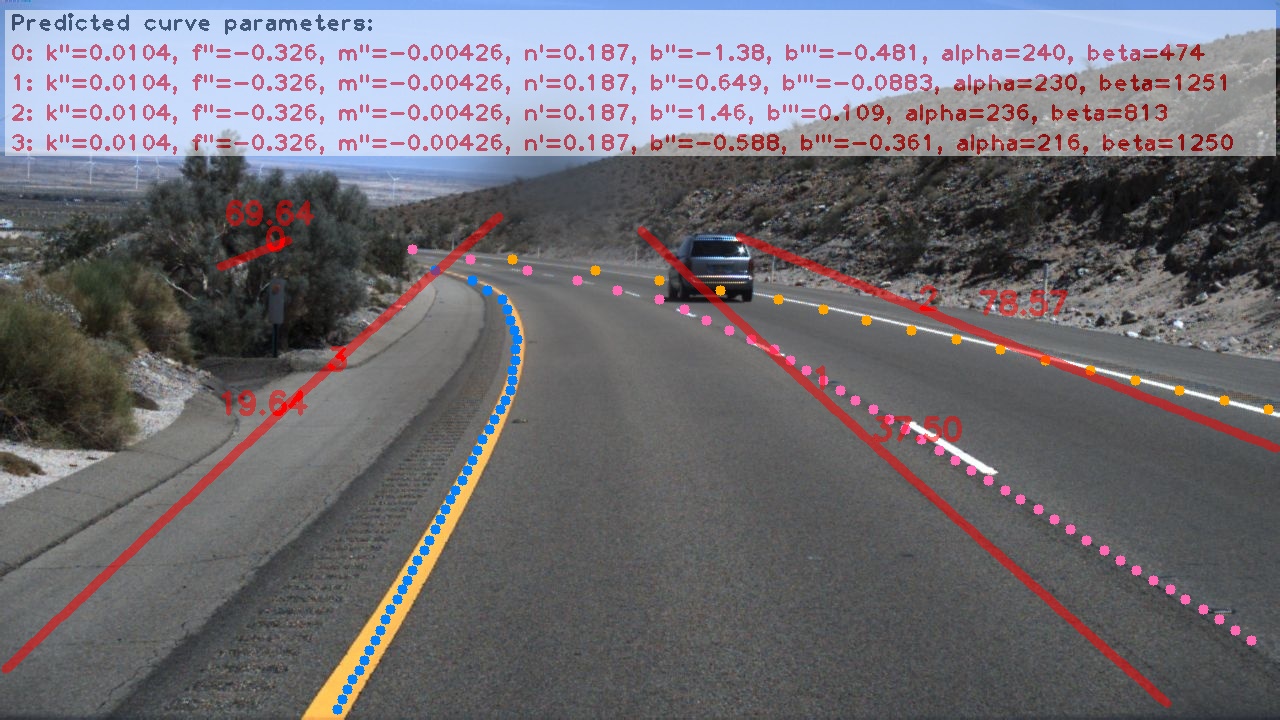 Predicted curve parameters:
0: k''=0.0104, f''=-0.326, m''=-0.00426, n'=0.187, b''=-1.38, b'''=-0.481, alpha=240, beta=474
1: k''=0.0104, f''=-0.326, m''=-0.00426, n'=0.187, b''=0.649, b'''=-0.0883, alpha=230, beta=1251
2: k''=0.0104, f''=-0.326, m''=-0.00426, n'=0.187, b''=1.46, b'''=0.109, alpha=236, beta=813
3: k''=0.0104, f''=-0.326, m''=-0.00426, n'=0.187, b''=-0.588, b'''=-0.361, alpha=216, beta=1250
69.64
0
2
78.57
3
1
19.64
37.50